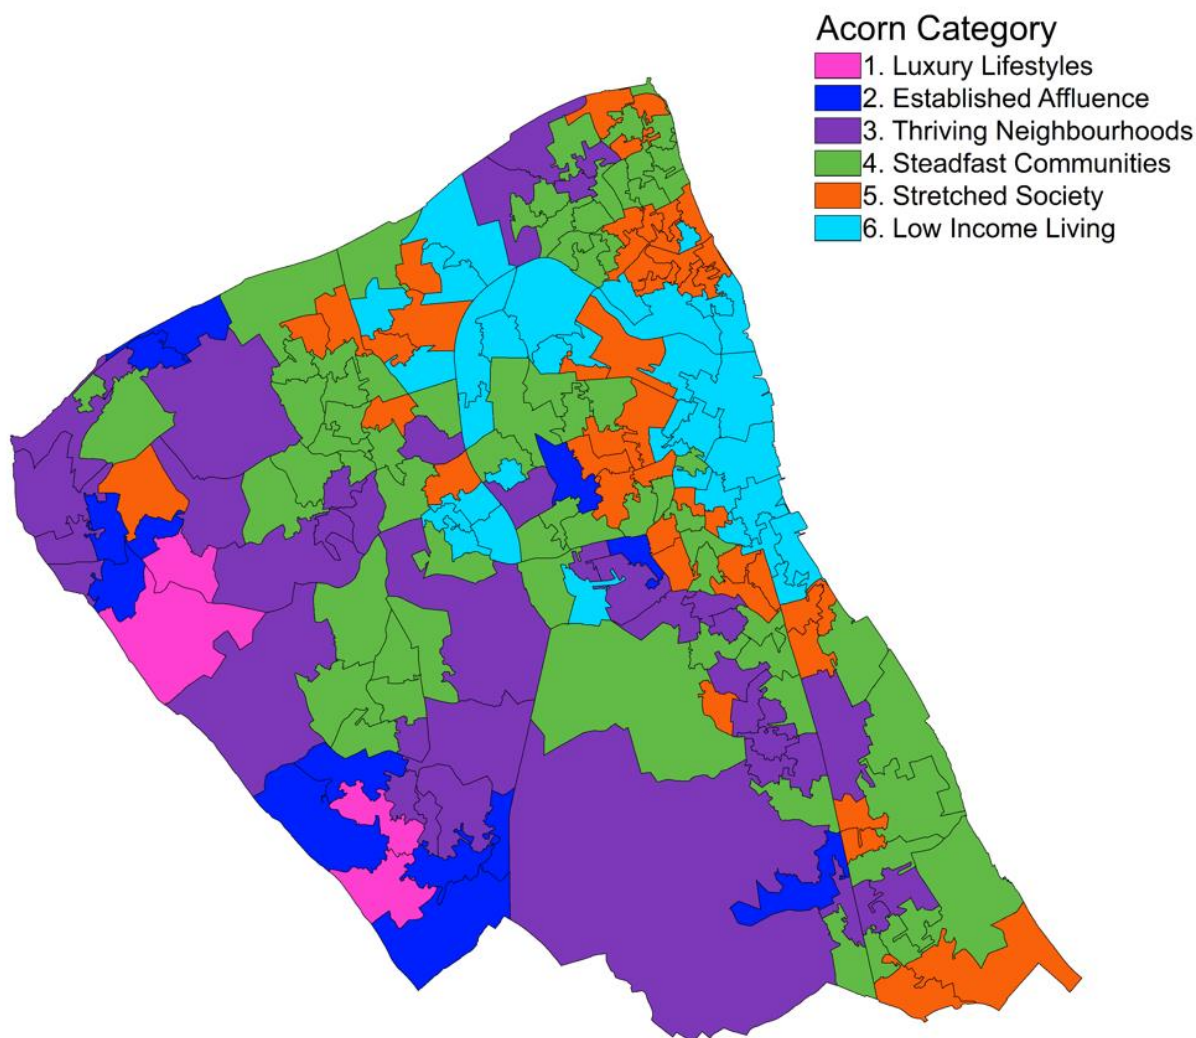 Acorn Category
1. Luxury Lifestyles
2. Established Affluence
3. Thriving Neighbourhoods
4. Steadfast Communities
5. Stretched Society
6. Low Income Living